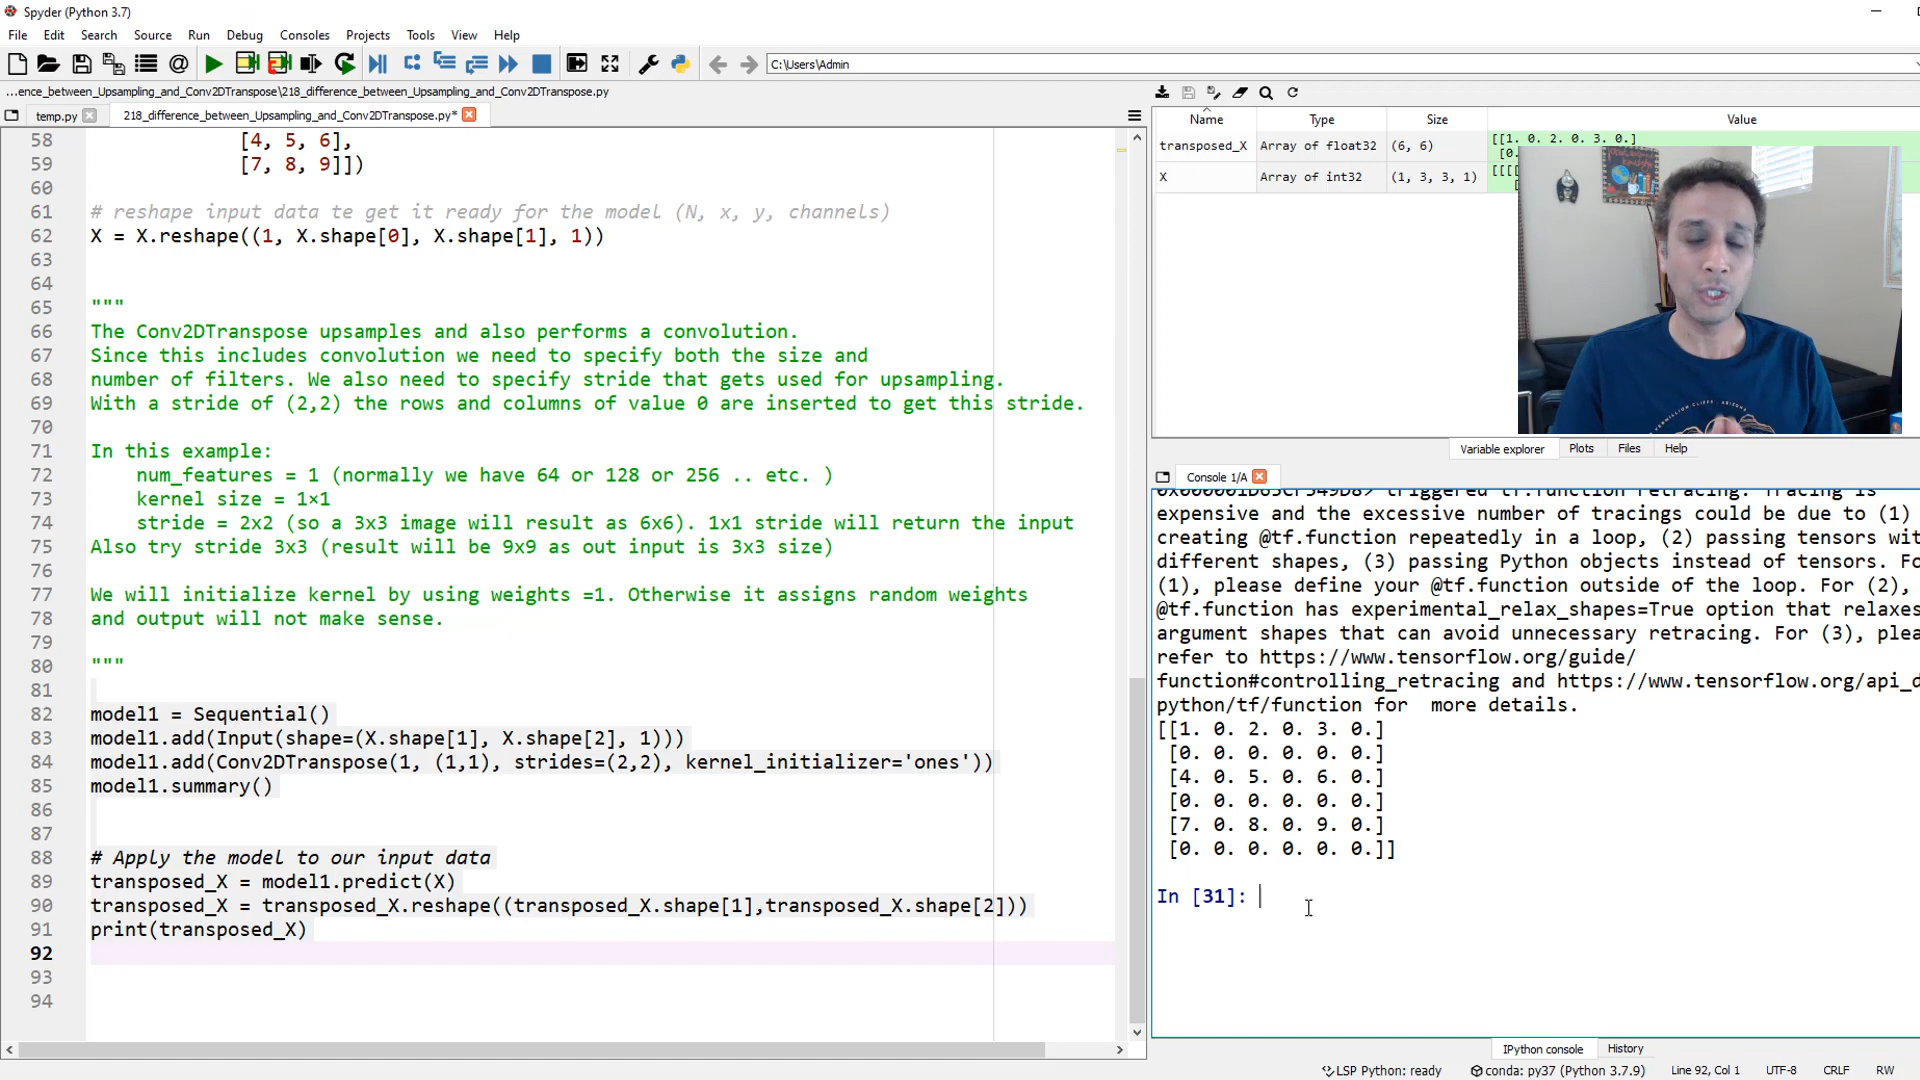 Spyder (Python 3.7)
File Edit Search Source Run Debug Consoles Projects Tools View Help
C:\Users\Admin
...ence_between_Upsampling_and_Conv2DTranspose\218_difference_between_Upsampling_and_Conv2DTranspose.py
temp.py 218_difference_between_Upsampling_and_Conv2DTranspose.py*
58 [4, 5, 6],
59 [7, 8, 9]])
60
61 # reshape input data te get it ready for the model (N, x, y, channels)
62 X = X.reshape((1, X.shape[0], X.shape[1], 1))
63
64
65 """
66 The Conv2DTranspose upsamples and also performs a convolution.
67 Since this includes convolution we need to specify both the size and
68 number of filters. We also need to specify stride that gets used for upsampling.
69 With a stride of (2,2) the rows and columns of value 0 are inserted to get this stride.
70
71 In this example:
72 num_features = 1 (normally we have 64 or 128 or 256 .. etc. )
73 kernel size = 1×1
74 stride = 2x2 (so a 3x3 image will result as 6x6). 1x1 stride will return the input
75 Also try stride 3x3 (result will be 9x9 as out input is 3x3 size)
76
77 We will initialize kernel by using weights =1. Otherwise it assigns random weights
78 and output will not make sense.
79
80 """
81
82 model1 = Sequential()
83 model1.add(Input(shape=(X.shape[1], X.shape[2], 1)))
84 model1.add(Conv2DTranspose(1, (1,1), strides=(2,2), kernel_initializer='ones'))
85 model1.summary()
86
87
88 # Apply the model to our input data
89 transposed_X = model1.predict(X)
90 transposed_X = transposed_X.reshape((transposed_X.shape[1],transposed_X.shape[2]))
91 print(transposed_X)
92
93
94
Name Type Size Value
transposed_X Array of float32 (6, 6) [[1. 0. 2. 0. 3. 0.]
[0.
X Array of int32 (1, 3, 3, 1) [[[[
Variable explorer Plots Files Help
Console 1/A
triggered tf.function retracing. Tracing is
expensive and the excessive number of tracings could be due to (1)
creating @tf.function repeatedly in a loop, (2) passing tensors wit
different shapes, (3) passing Python objects instead of tensors. Fo
(1), please define your @tf.function outside of the loop. For (2),
@tf.function has experimental_relax_shapes=True option that relaxes
argument shapes that can avoid unnecessary retracing. For (3), plea
refer to https://www.tensorflow.org/guide/
function#controlling_retracing and https://www.tensorflow.org/api_d
python/tf/function for more details.
[[1. 0. 2. 0. 3. 0.]
[0. 0. 0. 0. 0. 0.]
[4. 0. 5. 0. 6. 0.]
[0. 0. 0. 0. 0. 0.]
[7. 0. 8. 0. 9. 0.]
[0. 0. 0. 0. 0. 0.]]
In [31]:
IPython console History
LSP Python: ready conda: py37 (Python 3.7.9) Line 92, Col 1 UTF-8 CRLF RW